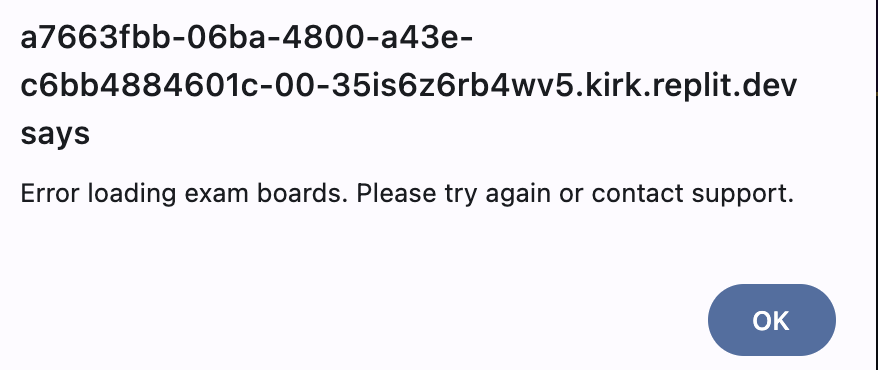 a7663fbb-06ba-4800-a43e-
c6bb4884601c-00-35is6z6rb4wv5.kirk.replit.dev
says
Error loading exam boards. Please try again or contact support.
OK